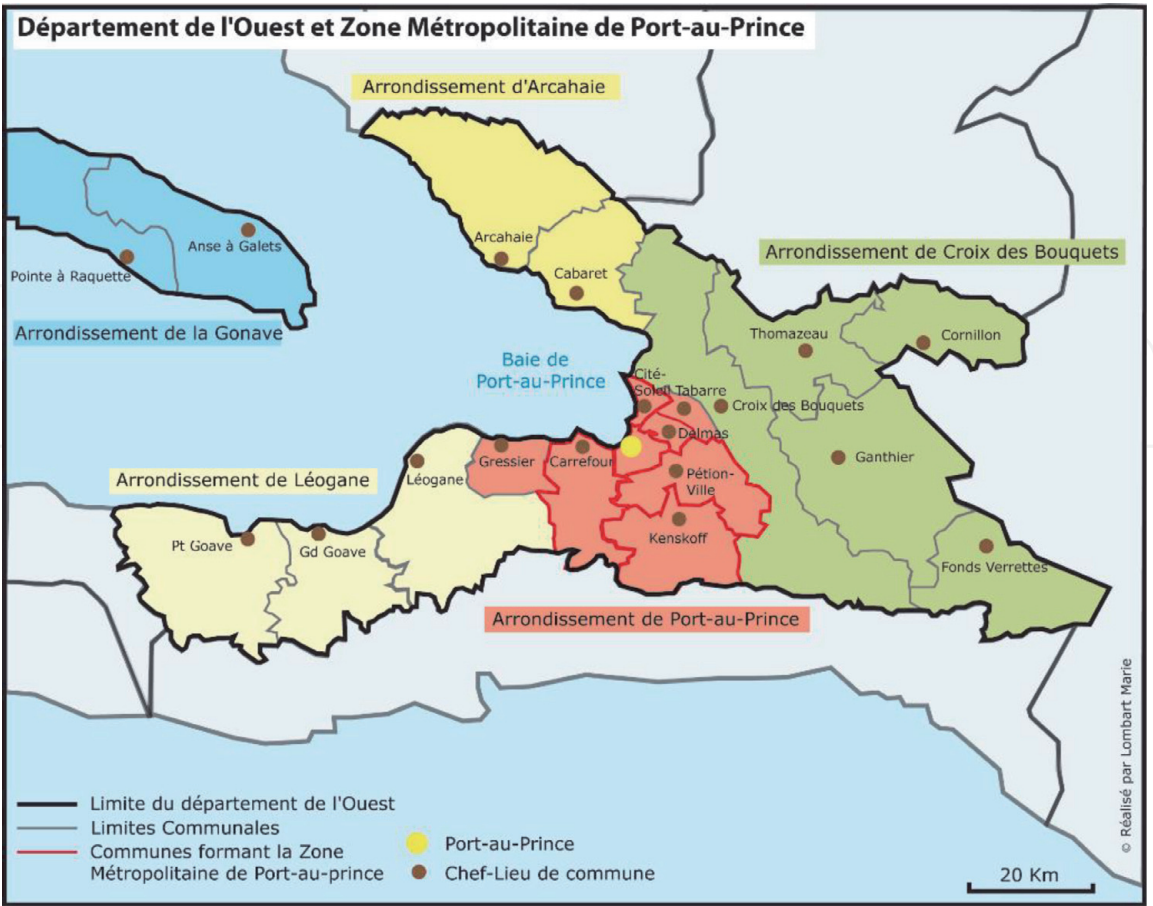 Département de l'Ouest et Zone Métropolitaine de Port-au-Prince
Arrondissement d'Arcahaie
Anse à Galets
Pointe à Raquette
Arcahaie
Cabaret
Arrondissement de Croix des Bouquets
Arrondissement de la Gonave
Thomazeau
Cornillon
Baie de
Port-au-Prince
Cité-
Soleil
Tabarre
Croix des Bouquets
Delmas
Ganthier
Gressier
Carrefour
Pétion-
Ville
Léogane
Arrondissement de Léogane
Pt Goave
Gd Goave
Kenskoff
Fonds Verrettes
Arrondissement de Port-au-Prince
Limite du département de l'Ouest
Limites Communales
Communes formant la Zone
Métropolitaine de Port-au-prince
Port-au-Prince
Chef-Lieu de commune
20 Km
© Réalisé par Lombart Marie